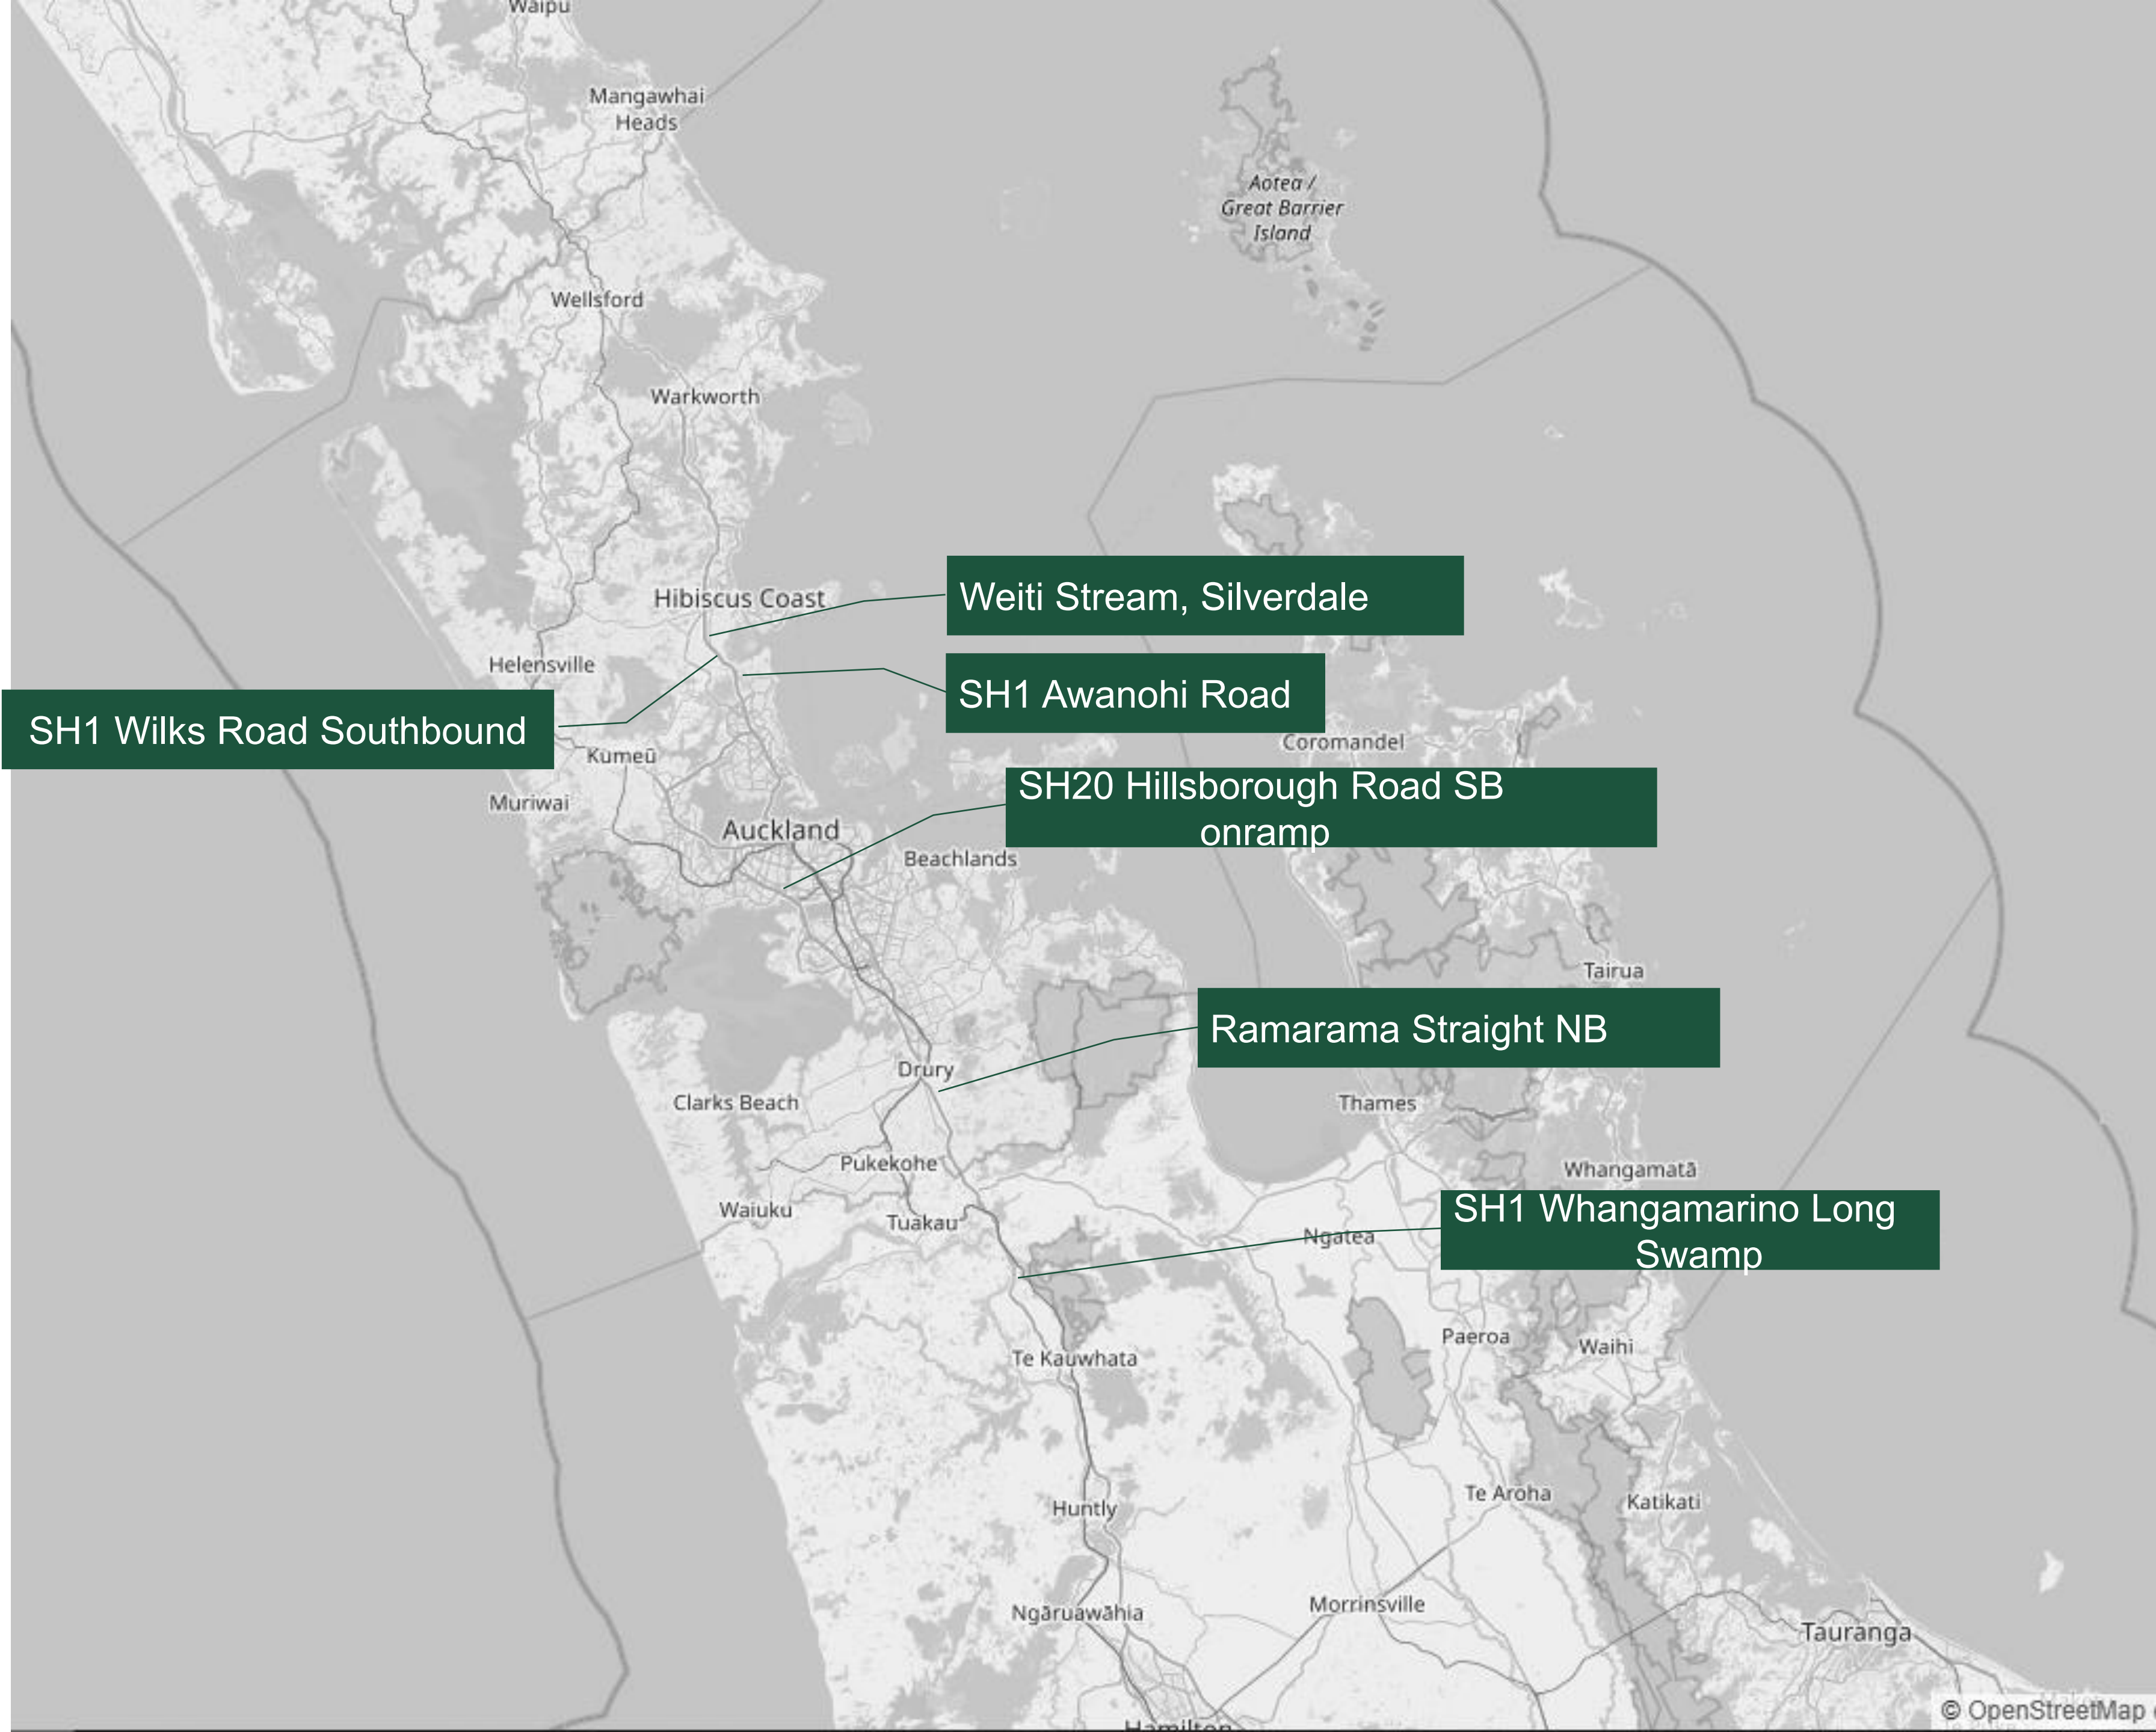 Waipu
Mangawhai
Heads
Aotea /
Great Barrier
Island
Wellsford
Warkworth
Weiti Stream, Silverdale
Hibiscus Coast
Helensville
SH1 Awanohi Road
SH1 Wilks Road Southbound
Coromandel
Kumeū
SH20 Hillsborough Road SB
onramp
Muriwai
Auckland
Beachlands
Tairua
Ramarama Straight NB
Drury
Clarks Beach
Thames
Pukekohe
Whangamatā
Waiuku
Tuakau
SH1 Whangamarino Long
Swamp
Ngatea
Paeroa
Waihi
Te Kauwhata
Te Aroha
Katikati
Huntly
Morrinsville
Ngāruawāhia
Tauranga
© OpenStreetMap
Hamilton